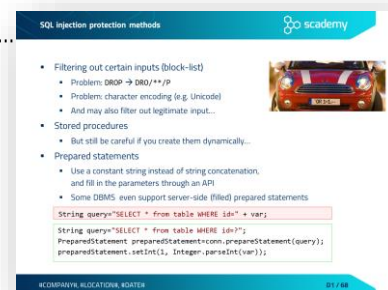 SQL injection protection methods
scademy
Filtering out certain inputs (block-list)
Problem: DROP → DRO/**/P
Problem: character encoding (e.g. Unicode)
And may also filter out legitimate input...
Stored procedures
But still be careful if you create them dynamically...
Prepared statements
Use a constant string instead of string concatenation,
and fill in the parameters through an API
Some DBMS even support server-side (filled) prepared statements
String query="SELECT * from table WHERE id=" + var;
String query="SELECT * from table WHERE id=?";
PreparedStatement preparedStatement=conn.prepareStatement(query);
preparedStatement.setInt(1, Integer.parseInt(var));
#COMPANY#, #LOCATION#, #DATE#